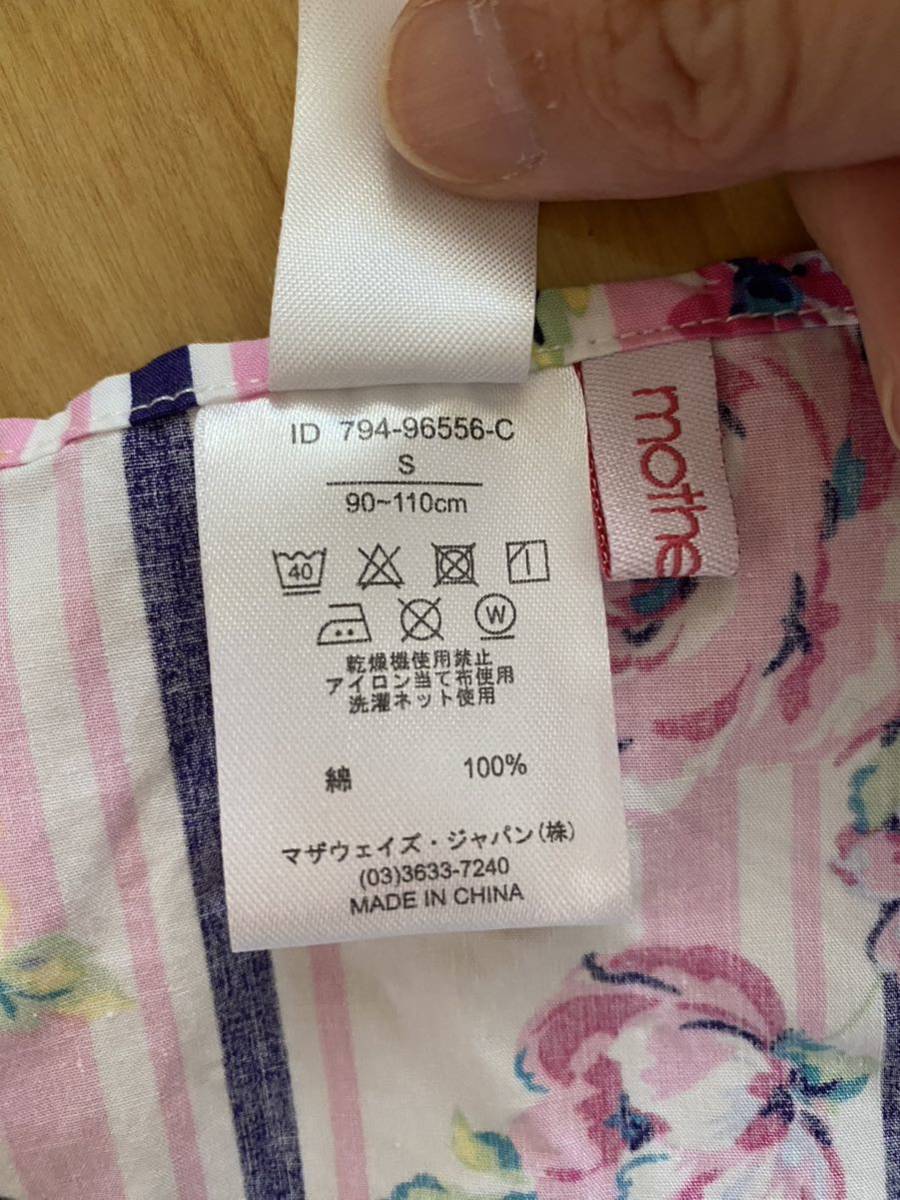 ID 794-96556-C
S
90~110cm
40
W
乾燥機使用禁止
アイロン当て布使用
洗濯ネット使用
綿 100%
マザウェイズ・ジャパン(株)
(03)3633-7240
MADE IN CHINA
mothe